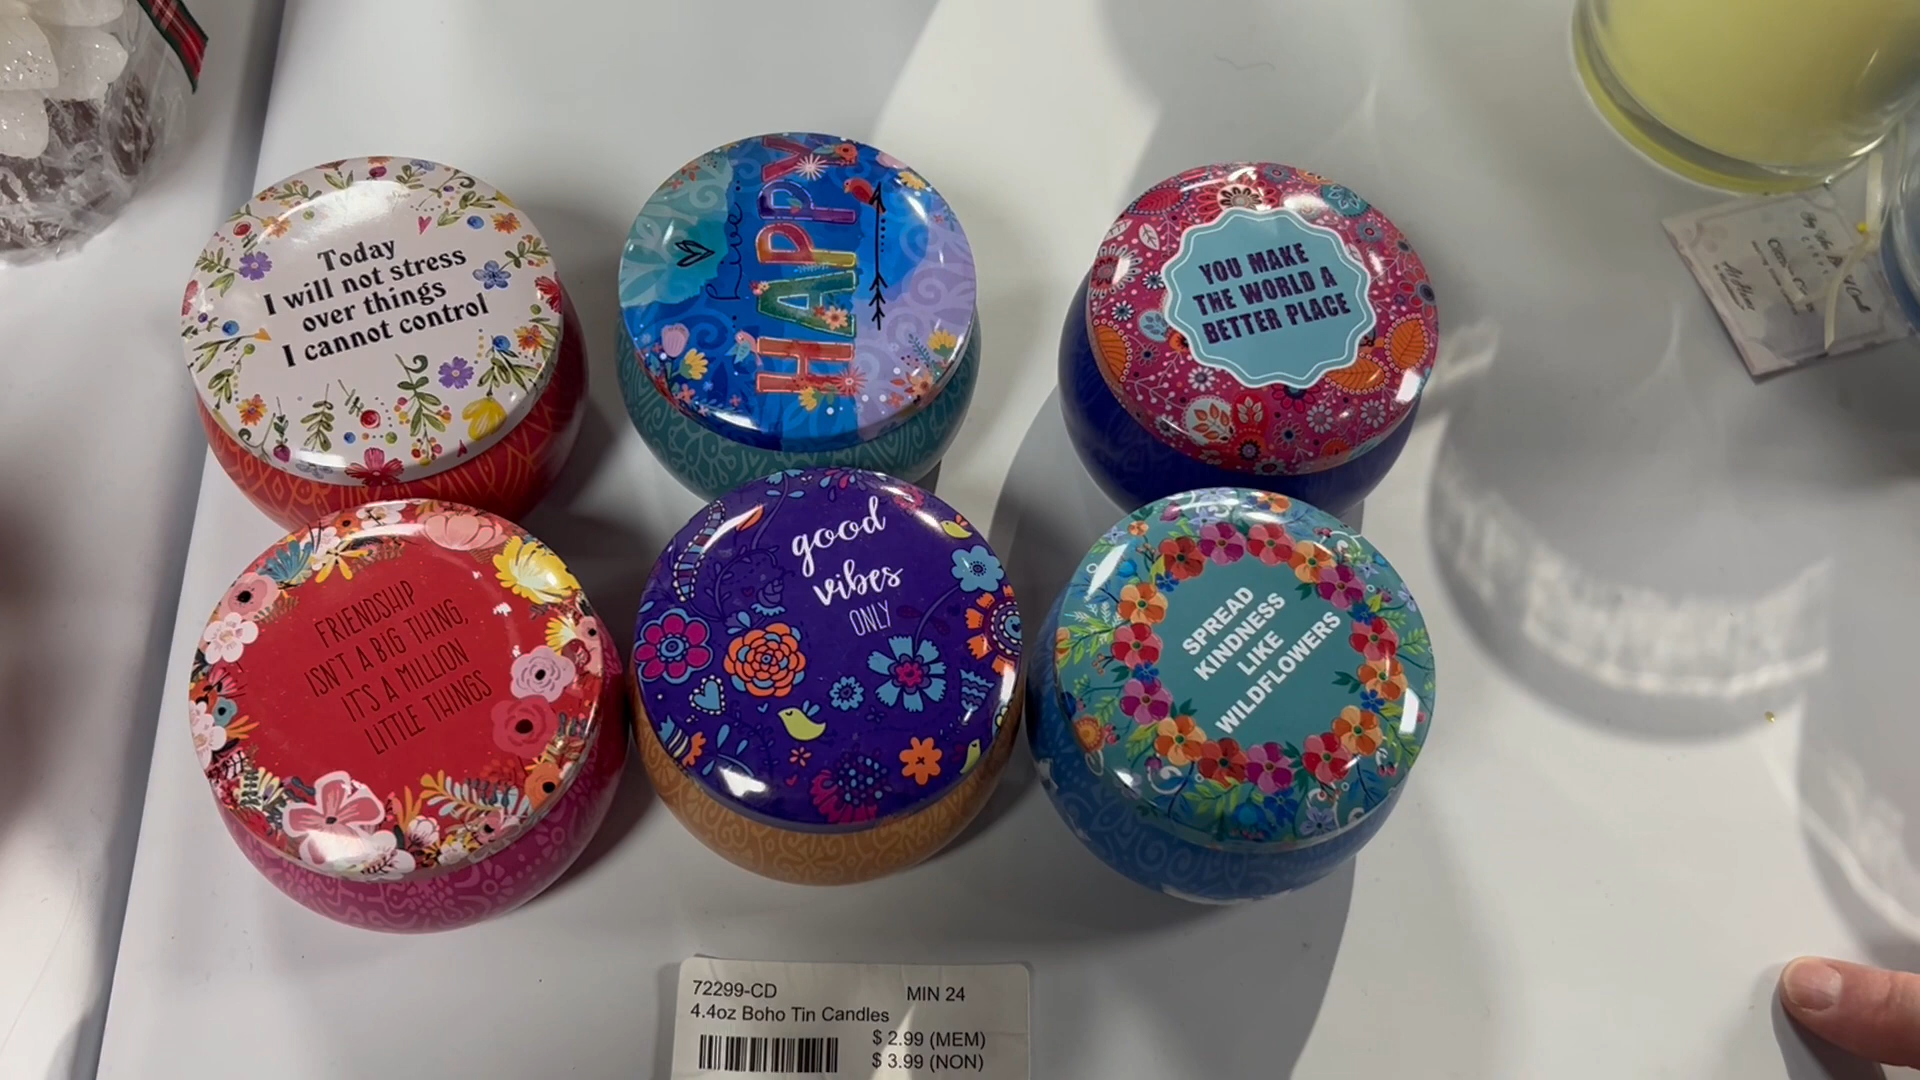 Today
I will not stress
over things
I cannot control
live
HAPPY
YOU MAKE
THE WORLD A
BETTER PLACE
FRIENDSHIP
ISN'T A BIG THING,
IT'S A MILLION
LITTLE THINGS
good
vibes
ONLY
SPREAD
KINDNESS
LIKE
WILDFLOWERS
72299-CD MIN 24
4.4oz Boho Tin Candles
$ 2.99 (MEM)
$ 3.99 (NON)